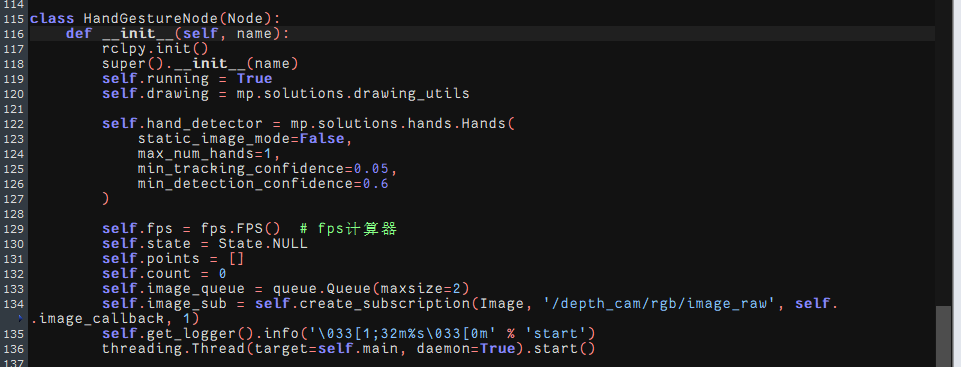 114
115 class HandGestureNode(Node):
116     def __init__(self, name):
117         rclpy.init()
118         super().__init__(name)
119         self.running = True
120         self.drawing = mp.solutions.drawing_utils
121
122         self.hand_detector = mp.solutions.hands.Hands(
123             static_image_mode=False,
124             max_num_hands=1,
125             min_tracking_confidence=0.05,
126             min_detection_confidence=0.6
127         )
128
129         self.fps = fps.FPS()  # fps计算器
130         self.state = State.NULL
131         self.points = []
132         self.count = 0
133         self.image_queue = queue.Queue(maxsize=2)
134         self.image_sub = self.create_subscription(Image, '/depth_cam/rgb/image_raw', self.
.image_callback, 1)
135         self.get_logger().info('\033[1;32m%s\033[0m' % 'start')
136         threading.Thread(target=self.main, daemon=True).start()
137